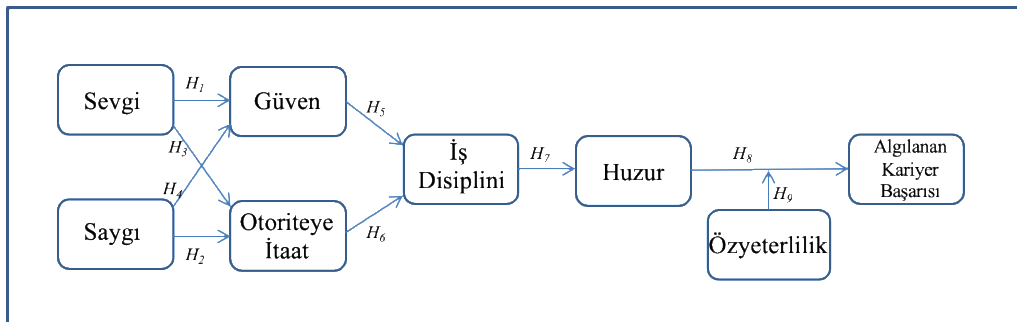 Sevgi
H1
Güven
H5
H3
H4
Saygı
H2
Otoriteye
İtaat
H6
İş
Disiplini
H7
Huzur
H8
H9
Özyeterlilik
Algılanan
Kariyer
Başarısı